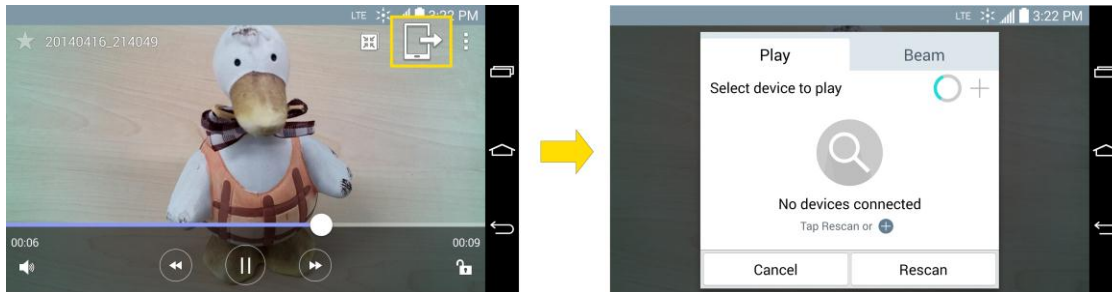 LTE 3:22 PM
20140416_214049
00:06
00:09
LTE 3:22 PM
Play
Beam
Select device to play
No devices connected
Tap Rescan or
Cancel
Rescan